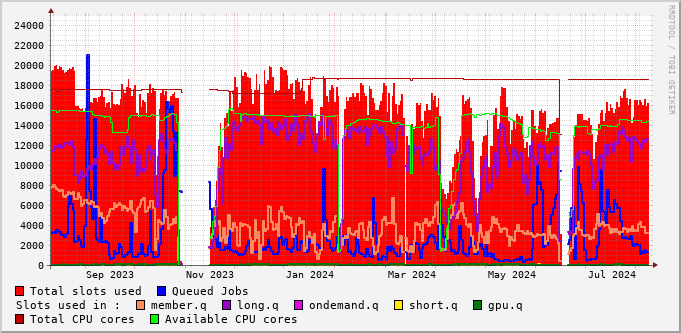 24000
22000
20000
18000
16000
14000
12000
10000
8000
6000
4000
2000
0
Sep 2023 Nov 2023 Jan 2024 Mar 2024 May 2024 Jul 2024
Total slots used Queued Jobs
Slots used in : member.q long.q ondemand.q short.q gpu.q
Total CPU cores Available CPU cores
RRDTOOL / TOBI OETIKER